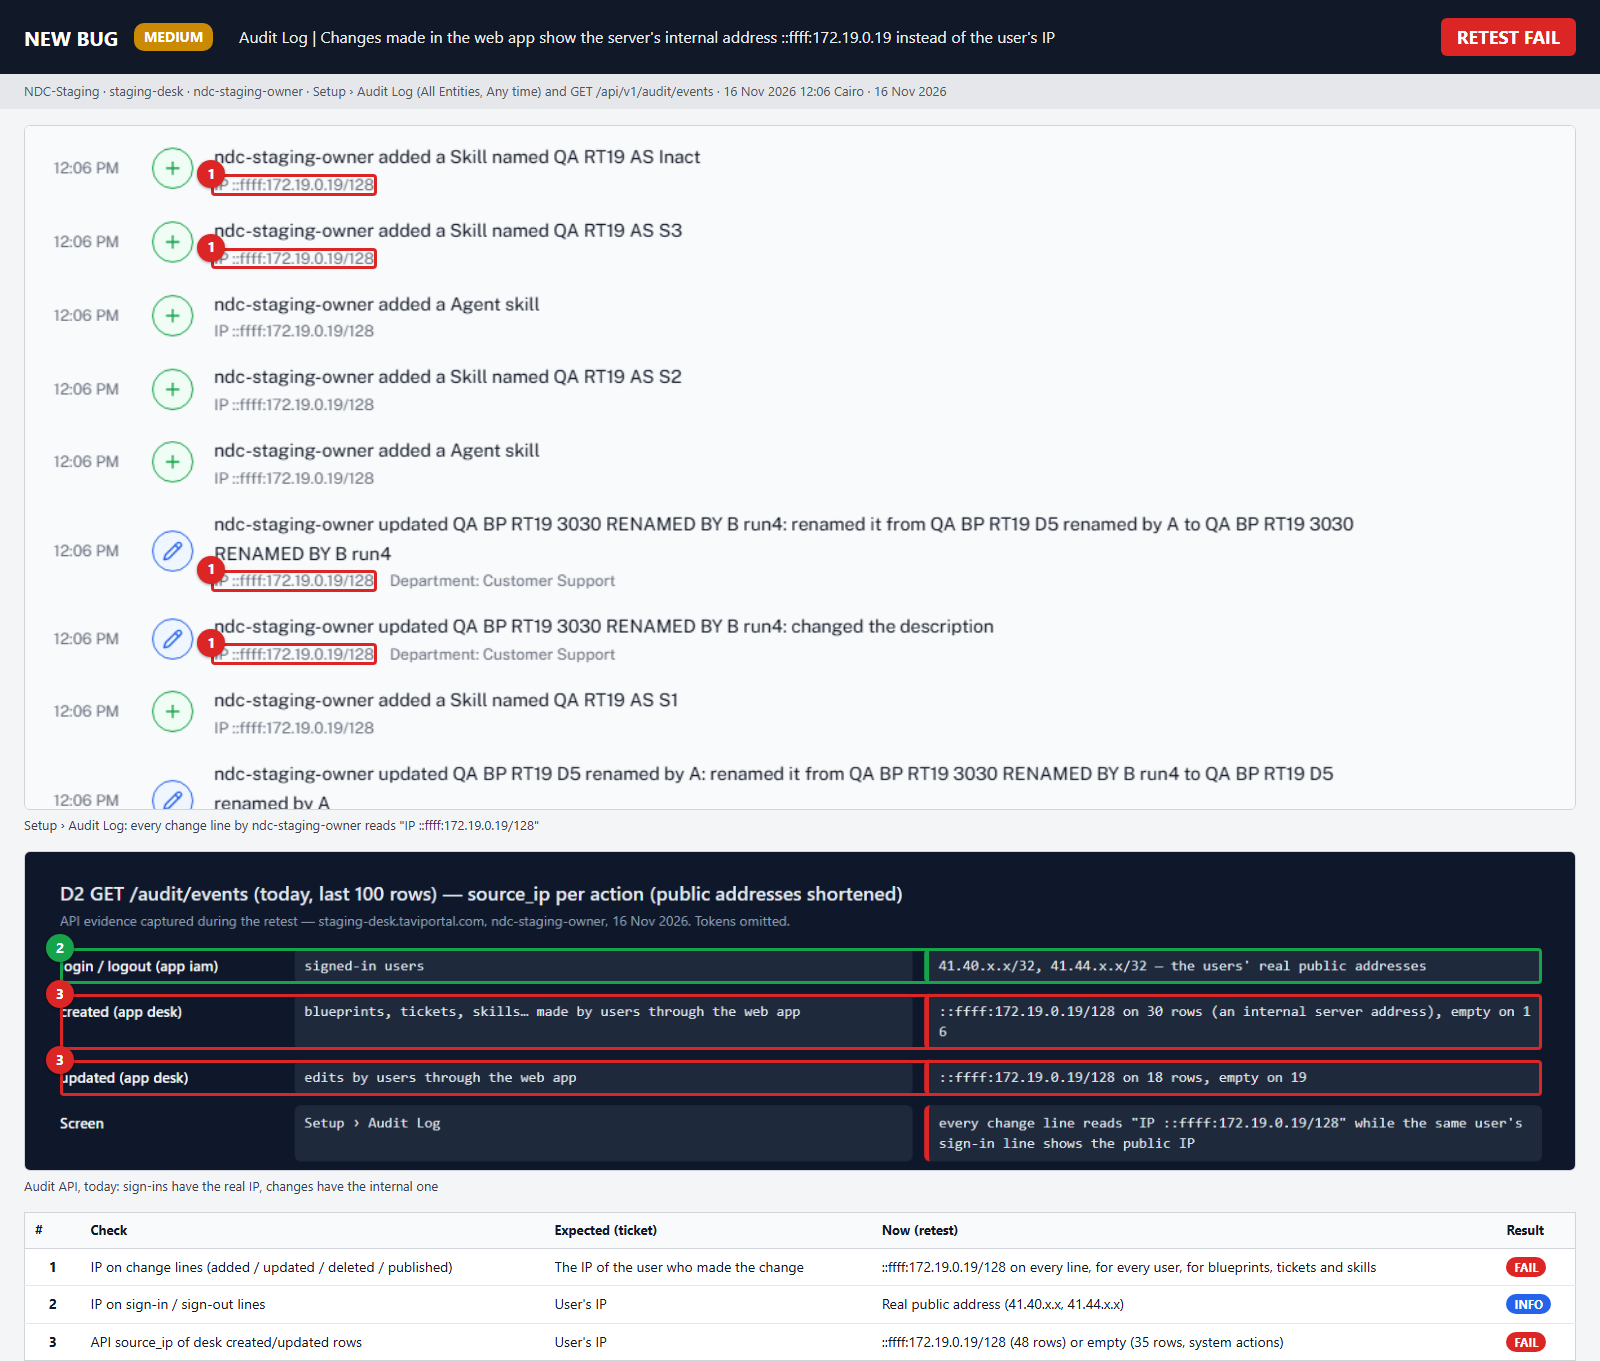 NEW BUG MEDIUM Audit Log | Changes made in the web app show the server's internal address ::ffff:172.19.0.19 instead of the user's IP RETEST FAIL
NDC-Staging · staging-desk · ndc-staging-owner · Setup › Audit Log (All Entities, Any time) and GET /api/v1/audit/events · 16 Nov 2026 12:06 Cairo · 16 Nov 2026
12:06 PM ndc-staging-owner added a Skill named QA RT19 AS Inact
1 IP ::ffff:172.19.0.19/128
12:06 PM ndc-staging-owner added a Skill named QA RT19 AS S3
1 IP ::ffff:172.19.0.19/128
12:06 PM ndc-staging-owner added a Agent skill
IP ::ffff:172.19.0.19/128
12:06 PM ndc-staging-owner added a Skill named QA RT19 AS S2
IP ::ffff:172.19.0.19/128
12:06 PM ndc-staging-owner added a Agent skill
IP ::ffff:172.19.0.19/128
12:06 PM ndc-staging-owner updated QA BP RT19 3030 RENAMED BY B run4: renamed it from QA BP RT19 D5 renamed by A to QA BP RT19 3030
RENAMED BY B run4
1 IP ::ffff:172.19.0.19/128 Department: Customer Support
12:06 PM ndc-staging-owner updated QA BP RT19 3030 RENAMED BY B run4: changed the description
1 IP ::ffff:172.19.0.19/128 Department: Customer Support
12:06 PM ndc-staging-owner added a Skill named QA RT19 AS S1
IP ::ffff:172.19.0.19/128
12:06 PM ndc-staging-owner updated QA BP RT19 D5 renamed by A: renamed it from QA BP RT19 3030 RENAMED BY B run4 to QA BP RT19 D5
renamed by A
Setup › Audit Log: every change line by ndc-staging-owner reads "IP ::ffff:172.19.0.19/128"
D2 GET /audit/events (today, last 100 rows) — source_ip per action (public addresses shortened)
API evidence captured during the retest — staging-desk.taviportal.com, ndc-staging-owner, 16 Nov 2026. Tokens omitted.
2 login / logout (app iam) signed-in users 41.40.x.x/32, 41.44.x.x/32 — the users' real public addresses
3 created (app desk) blueprints, tickets, skills… made by users through the web app ::ffff:172.19.0.19/128 on 30 rows (an internal server address), empty on 1
6
3 updated (app desk) edits by users through the web app ::ffff:172.19.0.19/128 on 18 rows, empty on 19
Screen Setup › Audit Log every change line reads "IP ::ffff:172.19.0.19/128" while the same user's
sign-in line shows the public IP
Audit API, today: sign-ins have the real IP, changes have the internal one
# Check Expected (ticket) Now (retest) Result
1 IP on change lines (added / updated / deleted / published) The IP of the user who made the change ::ffff:172.19.0.19/128 on every line, for every user, for blueprints, tickets and skills FAIL
2 IP on sign-in / sign-out lines User's IP Real public address (41.40.x.x, 41.44.x.x) INFO
3 API source_ip of desk created/updated rows User's IP ::ffff:172.19.0.19/128 (48 rows) or empty (35 rows, system actions) FAIL